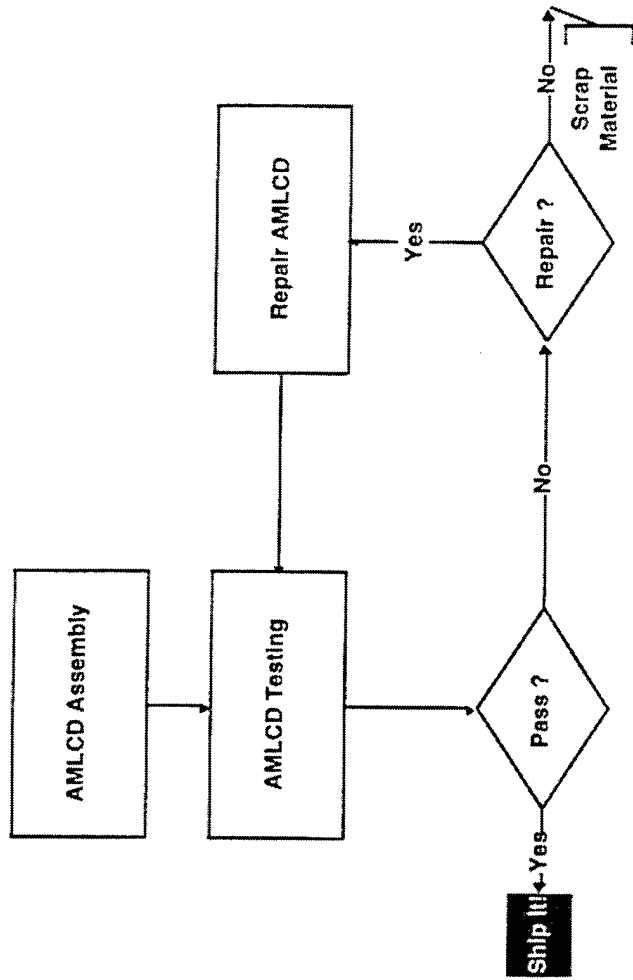 AMLCD Assembly
AMLCD Testing
Repair AMLCD
Pass ?
Yes
Ship It!
No
Repair ?
Yes
No
Scrap
Material